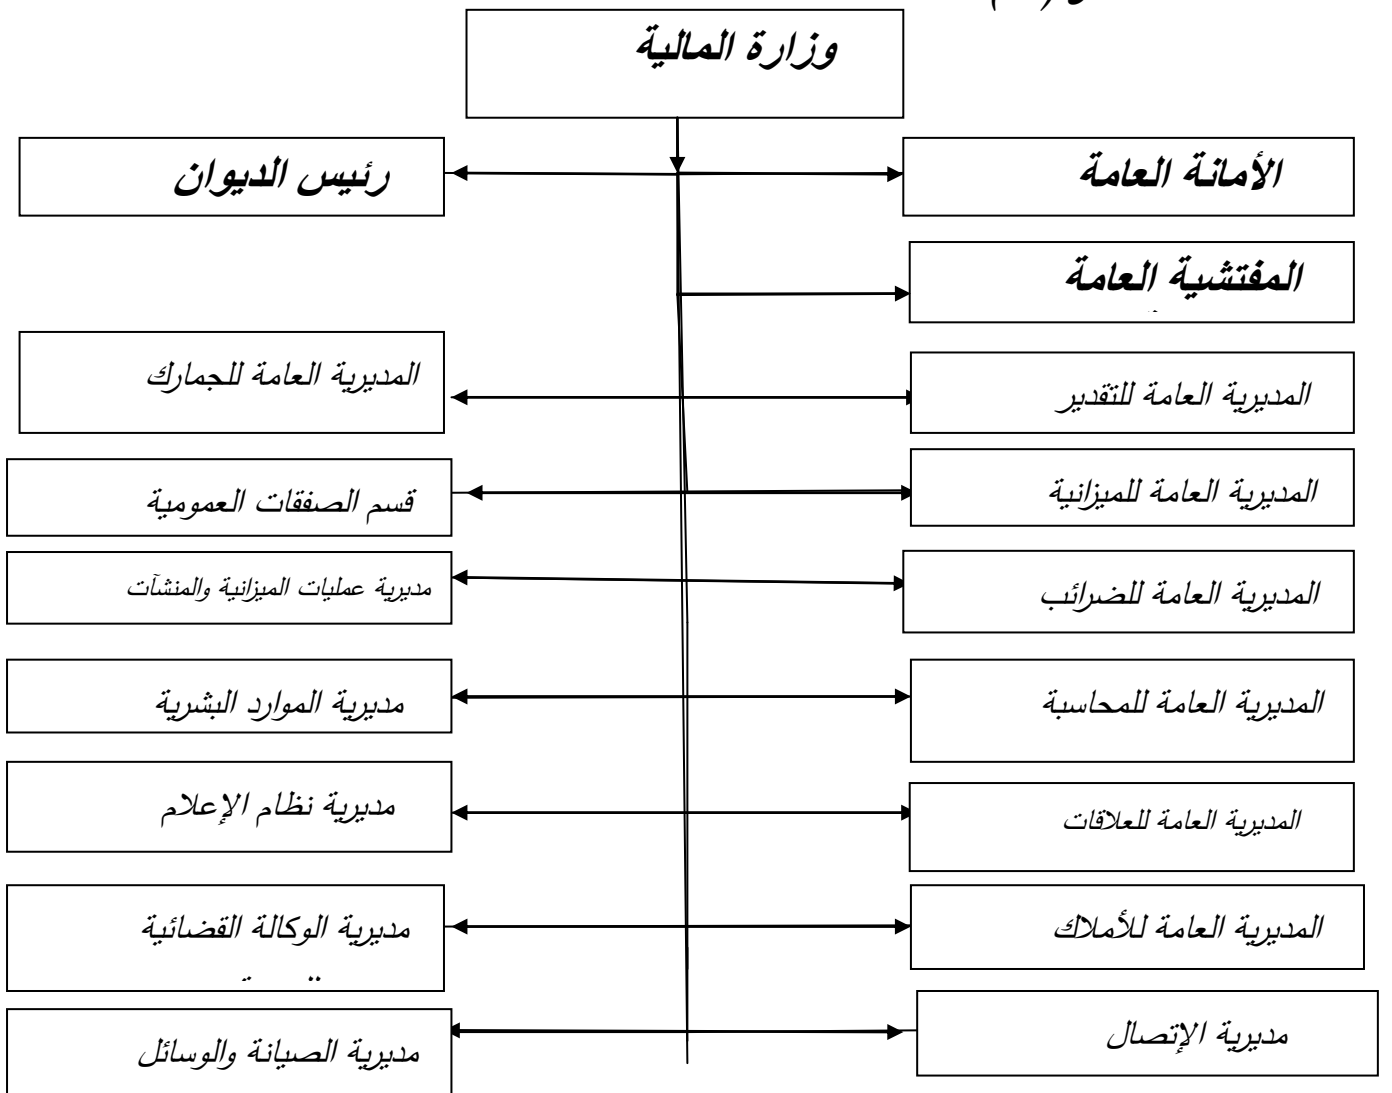 وزارة المالية
الأمانة العامة
رئيس الديوان
المفتشية العامة
المديرية العامة للتقدير
المديرية العامة للجمارك
المديرية العامة للميزانية
قسم الصفقات العمومية
المديرية العامة للضرائب
مديرية عمليات الميزانية والمنشآت
المديرية العامة للمحاسبة
مديرية الموارد البشرية
المديرية العامة للعلاقات
مديرية نظام الإعلام
المديرية العامة للأملاك
مديرية الوكالة القضائية
مديرية الإتصال
مديرية الصيانة والوسائل